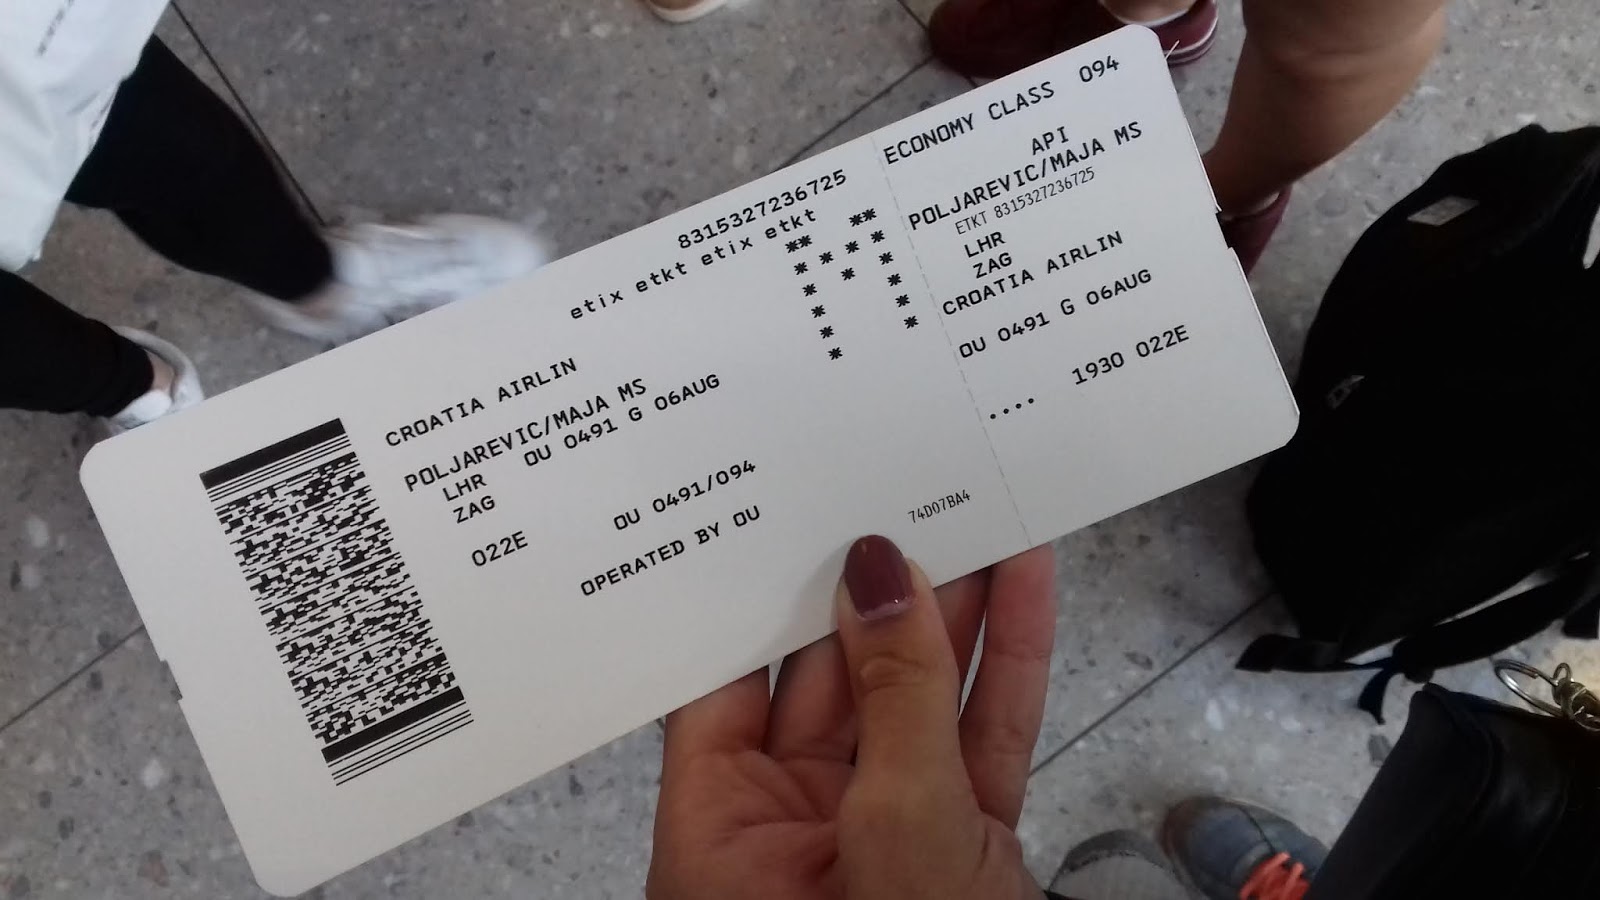 8315327236725
etix etkt etix etkt
CROATIA AIRLIN
POLJAREVIC/MAJA MS
OU 0491 G 06AUG
LHR
ZAG
022E
OU 0491/094
OPERATED BY OU
74D07BA4
ECONOMY CLASS 094
API
POLJAREVIC/MAJA MS
ETKT 8315327236725
LHR
ZAG
CROATIA AIRLIN
OU 0491 G 06AUG
.... 1930 022E